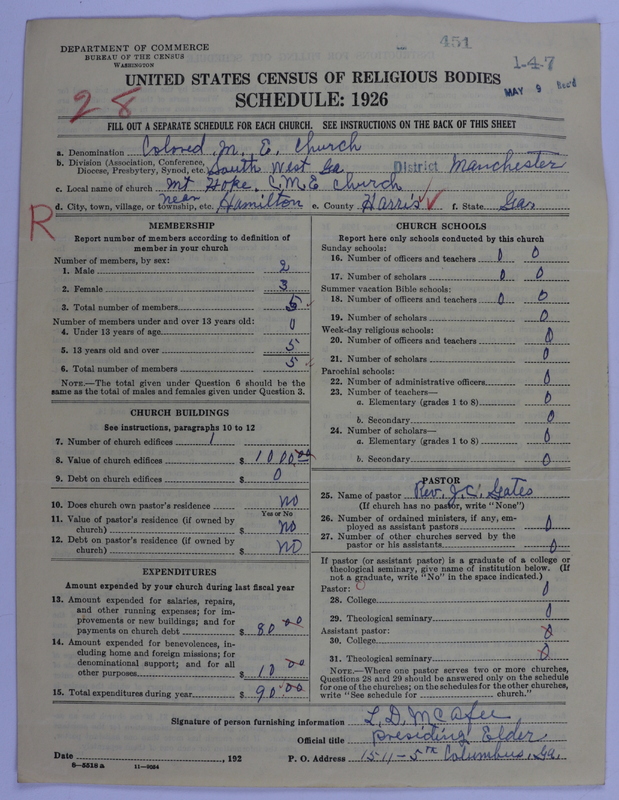 451
DEPARTMENT OF COMMERCE
BUREAU OF THE CENSUS
WASHINGTON
1-4-7
MAY 9 Rec'd
UNITED STATES CENSUS OF RELIGIOUS BODIES
28
SCHEDULE: 1926
FILL OUT A SEPARATE SCHEDULE FOR EACH CHURCH. SEE INSTRUCTIONS ON THE BACK OF THIS SHEET
a. Denomination Colored M. E. Church
b. Division (Association, Conference,
Diocese, Presbytery, Synod, etc.) South West Ga District Manchester
c. Local name of church Mt Hope. C.M.E Church
d. City, town, village, or township, etc. near Hamilton e. County Harris f. State Ga
R
MEMBERSHIP
Report number of members according to definition of
member in your church
Number of members, by sex:
1. Male 2
2. Female 3
3. Total number of members 5
Number of members under and over 13 years old:
4. Under 13 years of age 0
5. 13 years old and over 5
6. Total number of members 5
NOTE.—The total given under Question 6 should be the
same as the total of males and females given under Question 3.
CHURCH BUILDINGS
See instructions, paragraphs 10 to 12
7. Number of church edifices 1
8. Value of church edifices $ 1000.00
9. Debt on church edifices $ 0
10. Does church own pastor's residence NO
Yes or No
11. Value of pastor's residence (if owned by
church) $ NO
12. Debt on pastor's residence (if owned by
church) $ NO
EXPENDITURES
Amount expended by your church during last fiscal year
13. Amount expended for salaries, repairs,
and other running expenses; for im-
provements or new buildings; and for
payments on church debt $ 80 00
14. Amount expended for benevolences, in-
cluding home and foreign missions; for
denominational support; and for all
other purposes $ 10 00
15. Total expenditures during year $ 90.00
CHURCH SCHOOLS
Report here only schools conducted by this church
Sunday schools:
16. Number of officers and teachers 0 0
17. Number of scholars 0 0
Summer vacation Bible schools:
18. Number of officers and teachers 0 0
19. Number of scholars 0
Week-day religious schools:
20. Number of officers and teachers 0
21. Number of scholars 0
Parochial schools:
22. Number of administrative officers 0
23. Number of teachers—
a. Elementary (grades 1 to 8) 0
b. Secondary 0
24. Number of scholars—
a. Elementary (grades 1 to 8) 0
b. Secondary 0
PASTOR
25. Name of pastor Rev. J. C. Gates
(If church has no pastor, write "None")
26. Number of ordained ministers, if any, em-
ployed as assistant pastors 0
27. Number of other churches served by the
pastor or his assistants 0
If pastor (or assistant pastor) is a graduate of a college or
theological seminary, give name of institution below. (If
not a graduate, write "No" in the space indicated.)
Pastor: 0
28. College 0
29. Theological seminary 0
Assistant pastor:
30. College 0
31. Theological seminary 0
NOTE.—Where one pastor serves two or more churches,
Questions 28 and 29 should be answered only on the schedule
for one of the churches; on the schedules for the other churches,
write "See schedule for church."
Signature of person furnishing information L. D. McAfee
Official title Presiding Elder
Date , 192 P. O. Address 1511-5th Columbus, Ga.
8-5518 a 11-9034